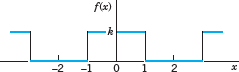 f(x)
k
–2 –1 0 1 2 x